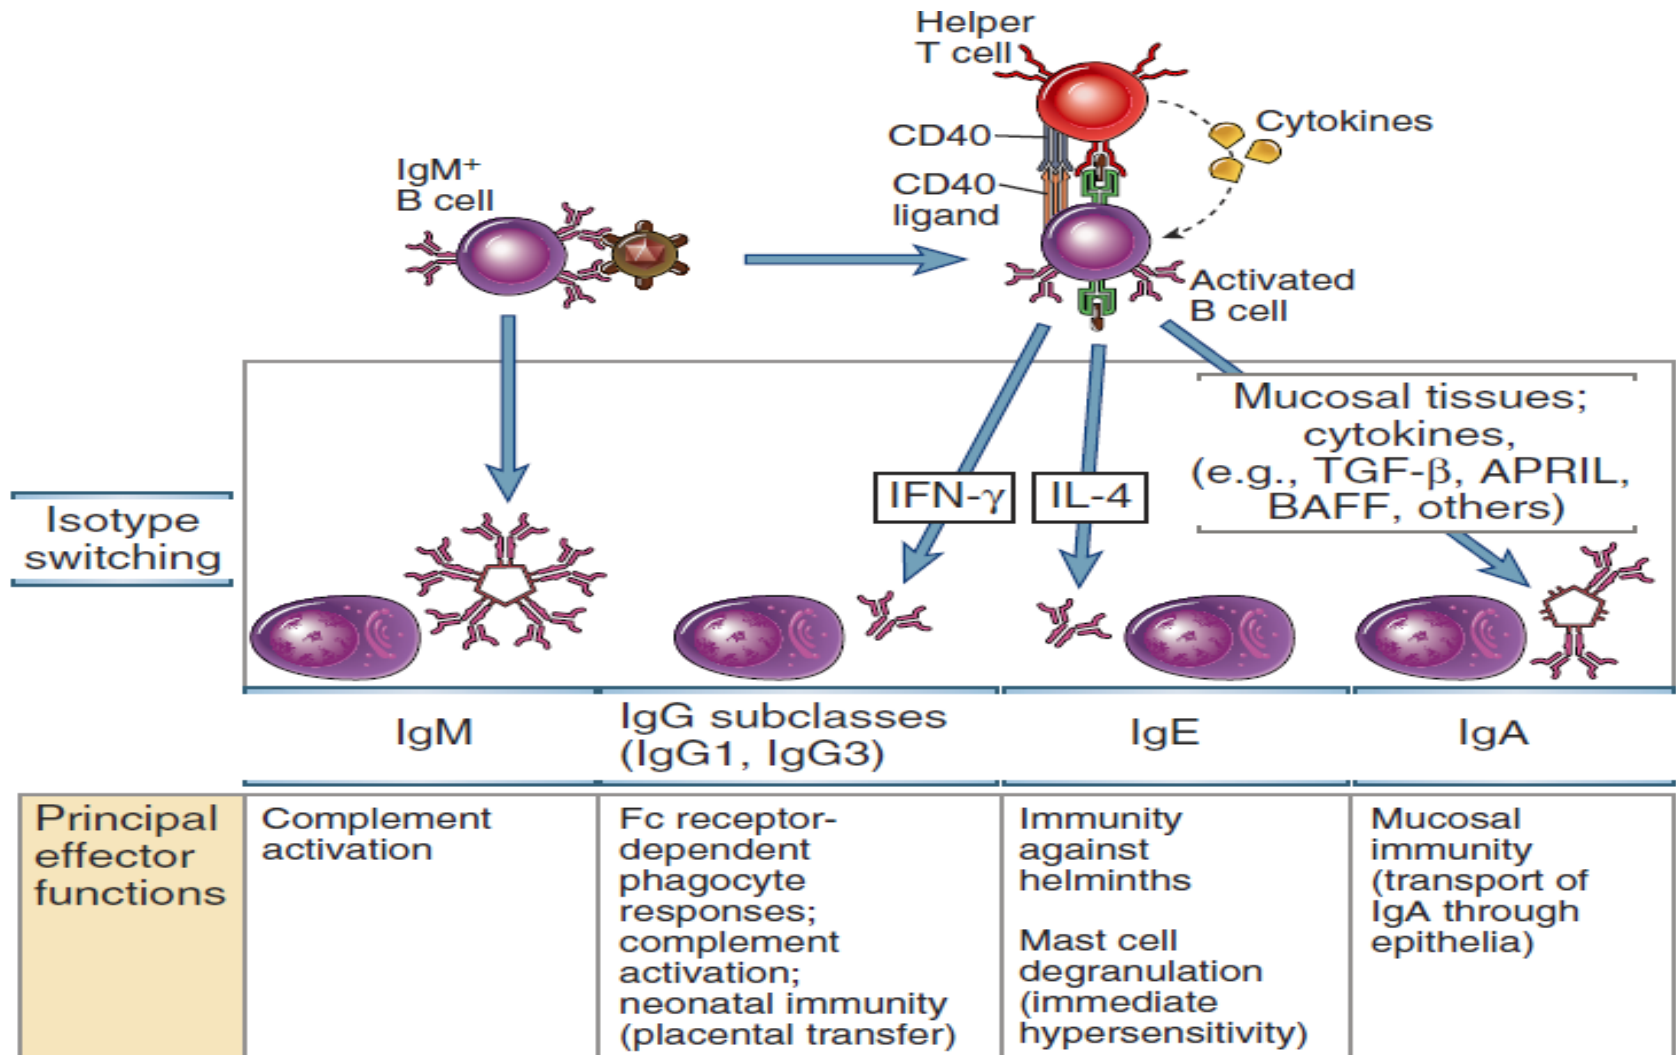 Helper
T cell
CD40
Cytokines
CD40
ligand
IgM+
B cell
Activated
B cell
Mucosal tissues;
cytokines,
(e.g., TGF-β, APRIL,
BAFF, others)
IFN-γ
IL-4
Isotype
switching
IgM
IgG subclasses
(IgG1, IgG3)
IgE
IgA
Principal
effector
functions
Complement
activation
Fc receptor-
dependent
phagocyte
responses;
complement
activation;
neonatal immunity
(placental transfer)
Immunity
against
helminths
Mast cell
degranulation
(immediate
hypersensitivity)
Mucosal
immunity
(transport of
IgA through
epithelia)